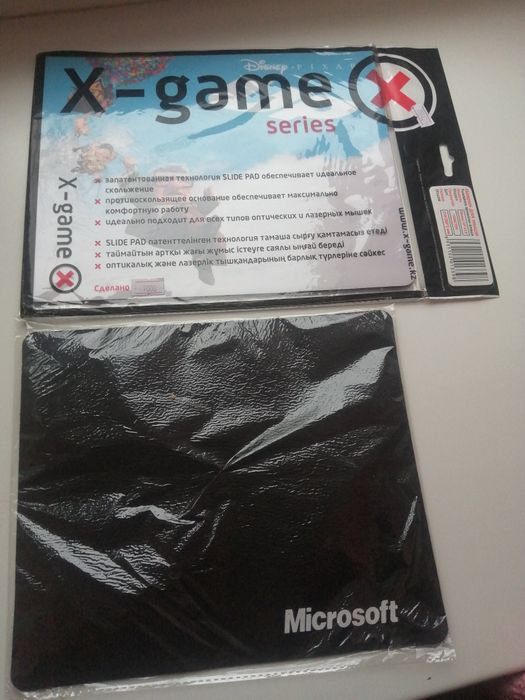 Disney PIXAR
X-game
series
запатентованная технология SLIDE PAD обеспечивает идеальное
скольжение
противоскользящее основание обеспечивает максимально
комфортную работу
идеально подходит для всех типов оптических и лазерных мышек
SLIDE PAD патенттелінген технология тамаша сырғу қамтамасыз етеді
таймайтын артқы жағы жұмыс істеуге саялы ыңғай береді
оптикалық және лазерлік тышқандарының барлық түрлеріне сәйкес
Сделано
X-game
www.x-game.kz
Microsoft